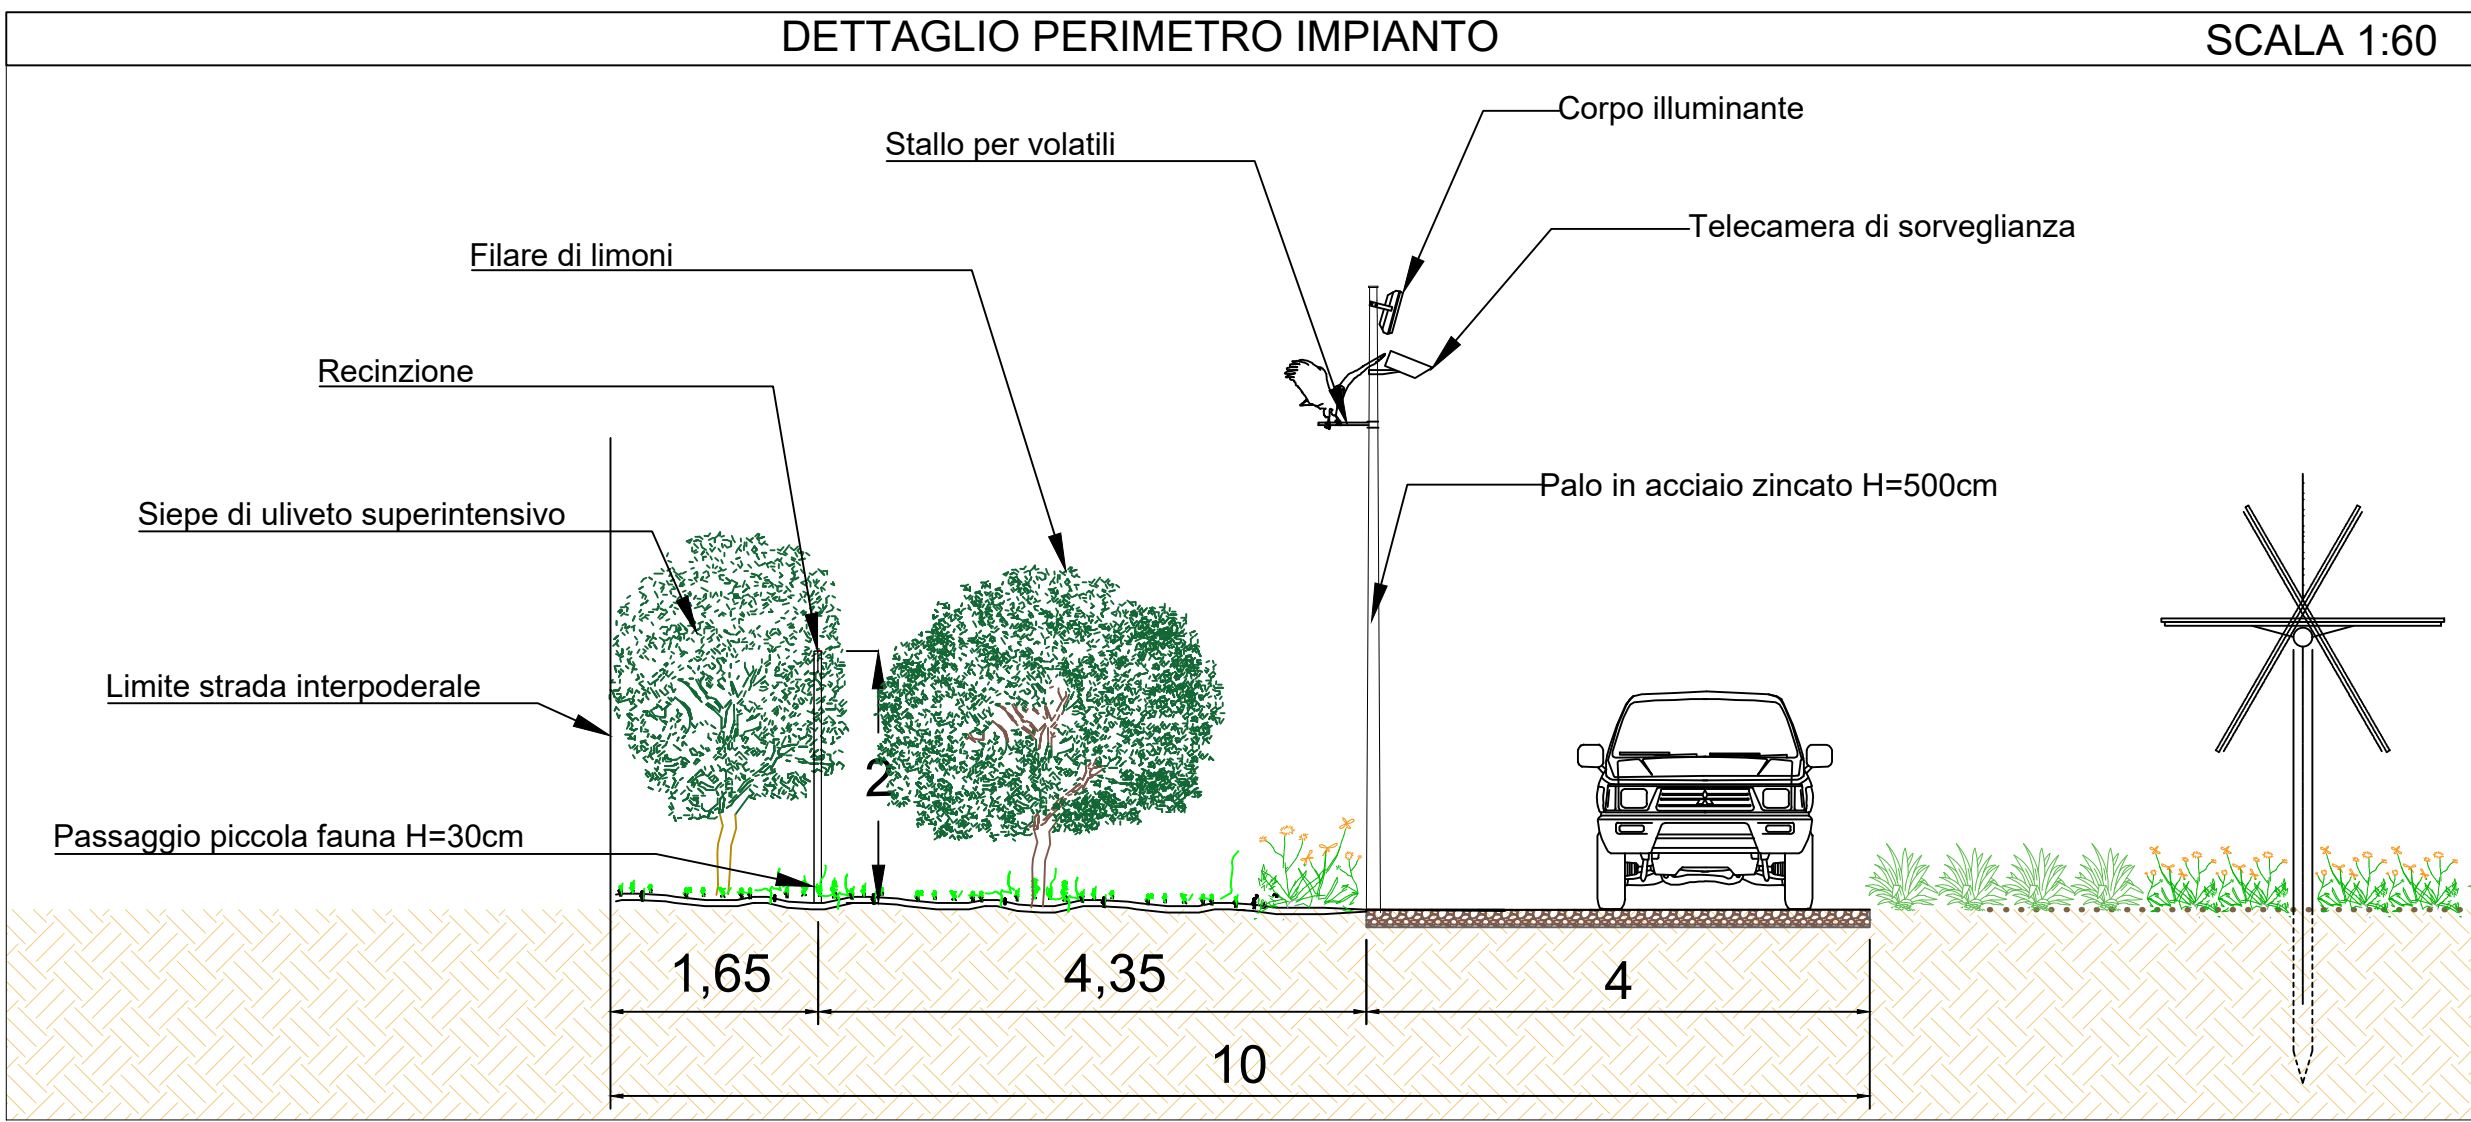 DETTAGLIO PERIMETRO IMPIANTO
SCALA 1:60
Corpo illuminante
Stallo per volatili
Telecamera di sorveglianza
Filare di limoni
Recinzione
Palo in acciaio zincato H=500cm
Siepe di uliveto superintensivo
Limite strada interpoderale
2
Passaggio piccola fauna H=30cm
1,65
4,35
4
10